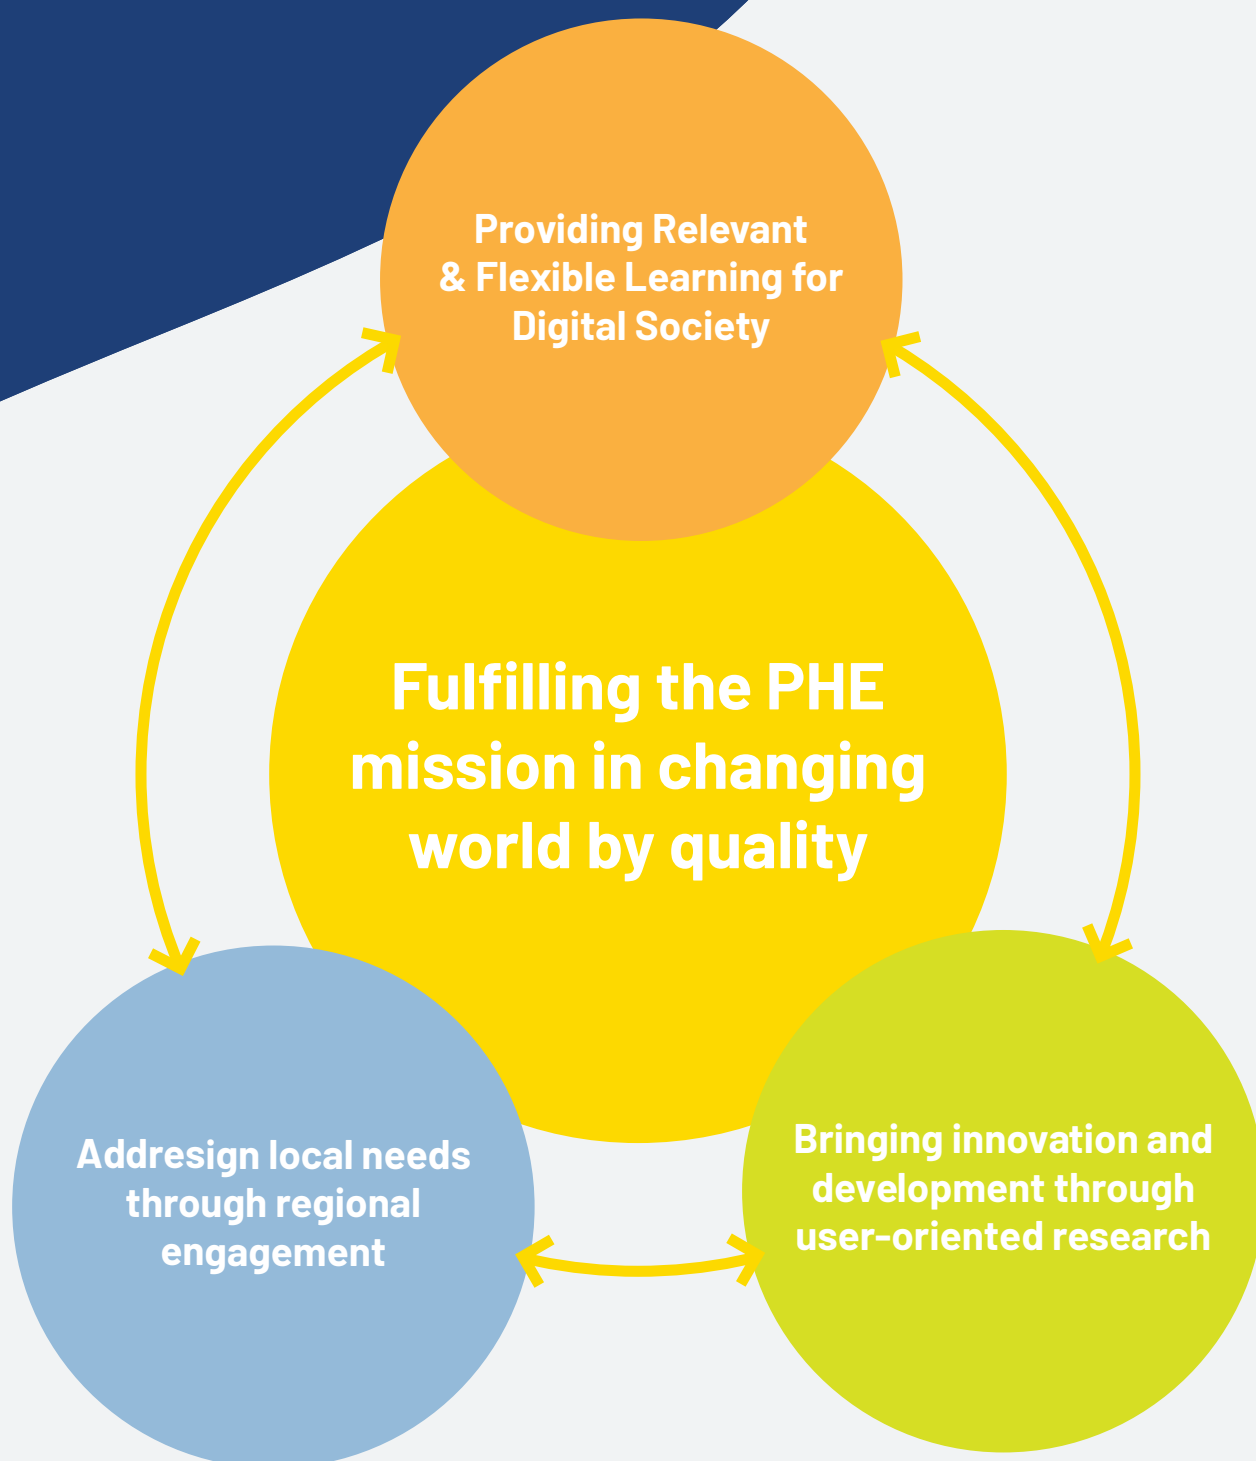 Providing Relevant
& Flexible Learning for
Digital Society
Fulfilling the PHE
mission in changing
world by quality
Addresign local needs
through regional
engagement
Bringing innovation and
development through
user-oriented research